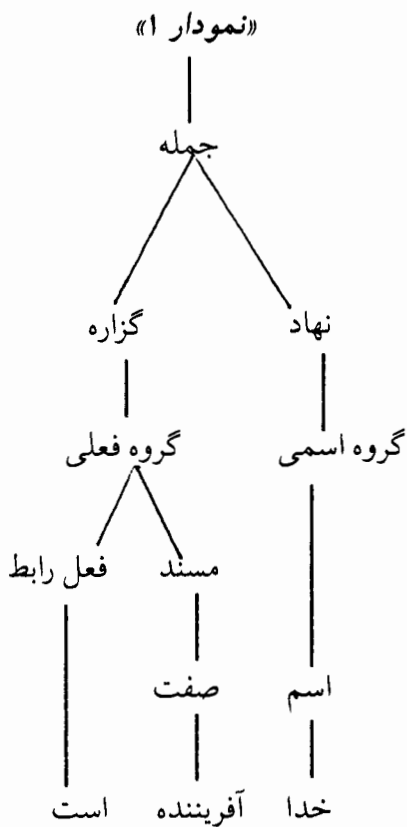 «نمودار ۱»
جمله
نهاد گزاره
گروه اسمی گروه فعلی
مسند فعل رابط
اسم صفت
خدا آفریننده است